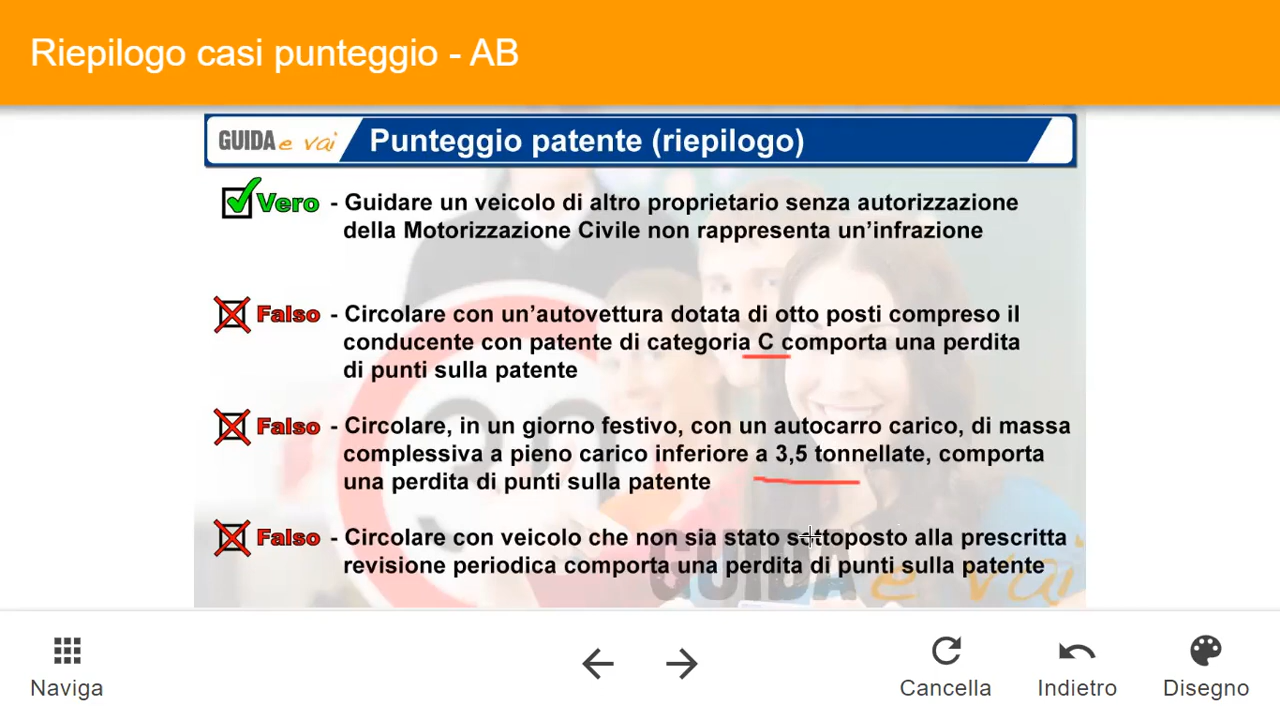 Riepilogo casi punteggio - AB
GUIDA e vai Punteggio patente (riepilogo)
Vero - Guidare un veicolo di altro proprietario senza autorizzazione
della Motorizzazione Civile non rappresenta un'infrazione
Falso - Circolare con un'autovettura dotata di otto posti compreso il
conducente con patente di categoria C comporta una perdita
di punti sulla patente
Falso - Circolare, in un giorno festivo, con un autocarro carico, di massa
complessiva a pieno carico inferiore a 3,5 tonnellate, comporta
una perdita di punti sulla patente
Falso - Circolare con veicolo che non sia stato sottoposto alla prescritta
revisione periodica comporta una perdita di punti sulla patente
GUIDA e vai
Naviga Cancella Indietro Disegno